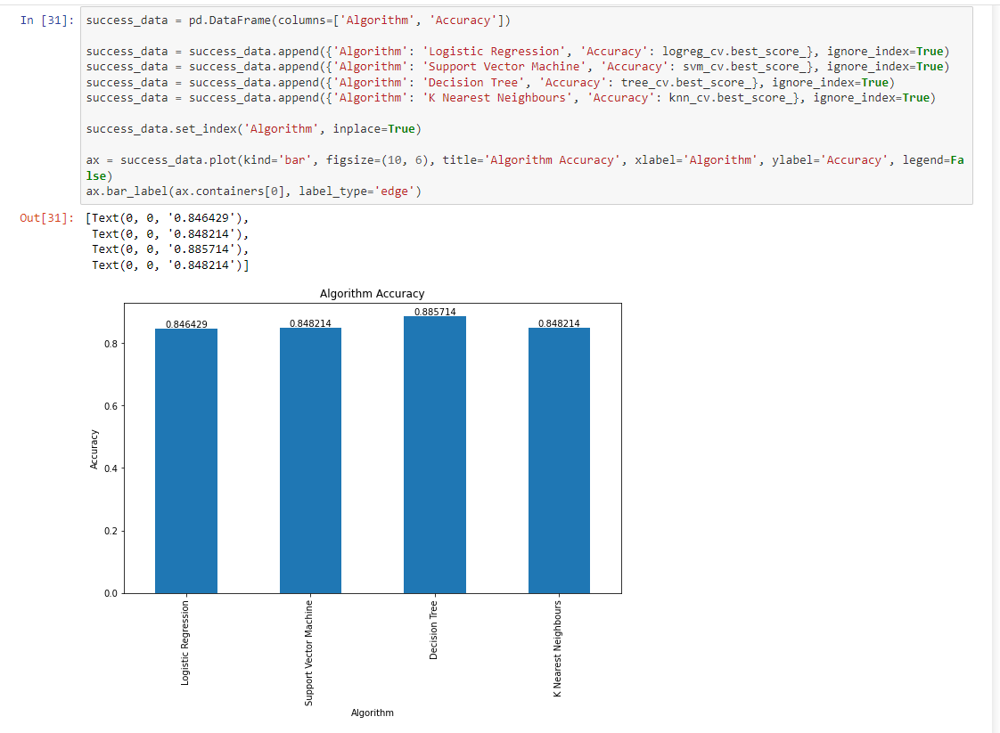 In [31]: success_data = pd.DataFrame(columns=['Algorithm', 'Accuracy'])
success_data = success_data.append({'Algorithm': 'Logistic Regression', 'Accuracy': logreg_cv.best_score_}, ignore_index=True)
success_data = success_data.append({'Algorithm': 'Support Vector Machine', 'Accuracy': svm_cv.best_score_}, ignore_index=True)
success_data = success_data.append({'Algorithm': 'Decision Tree', 'Accuracy': tree_cv.best_score_}, ignore_index=True)
success_data = success_data.append({'Algorithm': 'K Nearest Neighbours', 'Accuracy': knn_cv.best_score_}, ignore_index=True)
success_data.set_index('Algorithm', inplace=True)
ax = success_data.plot(kind='bar', figsize=(10, 6), title='Algorithm Accuracy', xlabel='Algorithm', ylabel='Accuracy', legend=Fa
lse)
ax.bar_label(ax.containers[0], label_type='edge')
Out[31]: [Text(0, 0, '0.846429'),
Text(0, 0, '0.848214'),
Text(0, 0, '0.885714'),
Text(0, 0, '0.848214')]
Algorithm Accuracy
0.846429
0.848214
0.885714
0.848214
0.8
0.6
0.4
0.2
0.0
Accuracy
Logistic Regression
Support Vector Machine
Decision Tree
K Nearest Neighbours
Algorithm